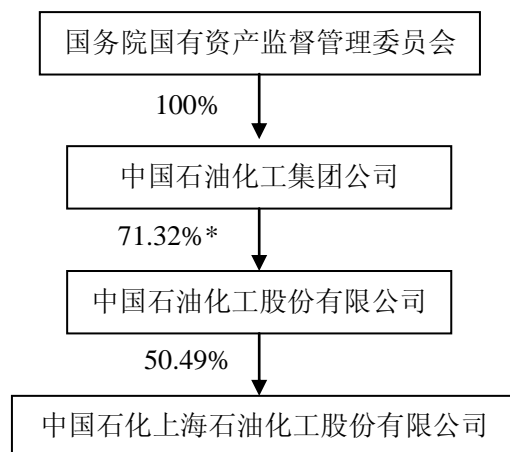 国务院国有资产监督管理委员会
100%
中国石油化工集团公司
71.32%*
中国石油化工股份有限公司
50.49%
中国石化上海石油化工股份有限公司